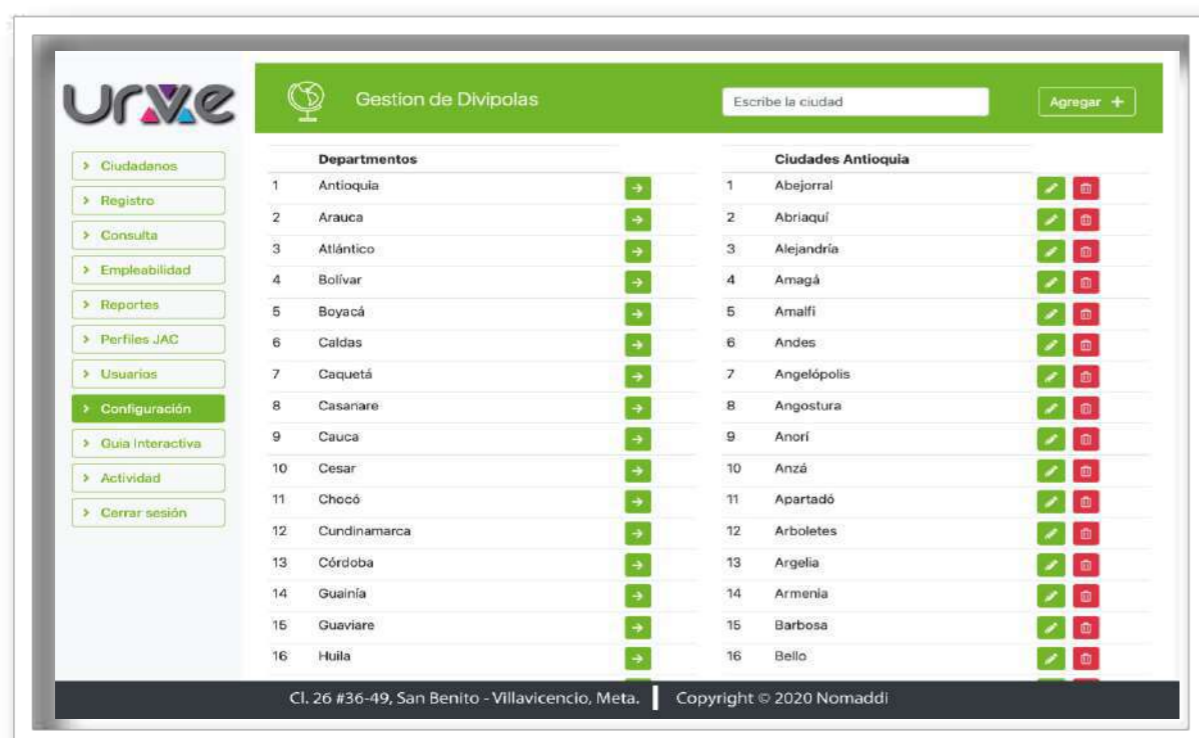 urve
Gestion de Divipolas
Escribe la ciudad
Agregar +
> Ciudadanos
> Registro
> Consulta
> Empleabilidad
> Reportes
> Perfiles JAC
> Usuarios
> Configuración
> Guia Interactiva
> Actividad
> Cerrar sesión
Departmentos
1 Antioquia
2 Arauca
3 Atlántico
4 Bolívar
5 Boyacá
6 Caldas
7 Caquetá
8 Casanare
9 Cauca
10 Cesar
11 Chocó
12 Cundinamarca
13 Córdoba
14 Guainía
15 Guaviare
16 Huila
Ciudades Antioquia
1 Abejorral
2 Abriaquí
3 Alejandría
4 Amagá
5 Amalfi
6 Andes
7 Angelópolis
8 Angostura
9 Anorí
10 Anzá
11 Apartadó
12 Arboletes
13 Argelia
14 Armenia
15 Barbosa
16 Bello
Cl. 26 #36-49, San Benito - Villavicencio, Meta. | Copyright © 2020 Nomaddi